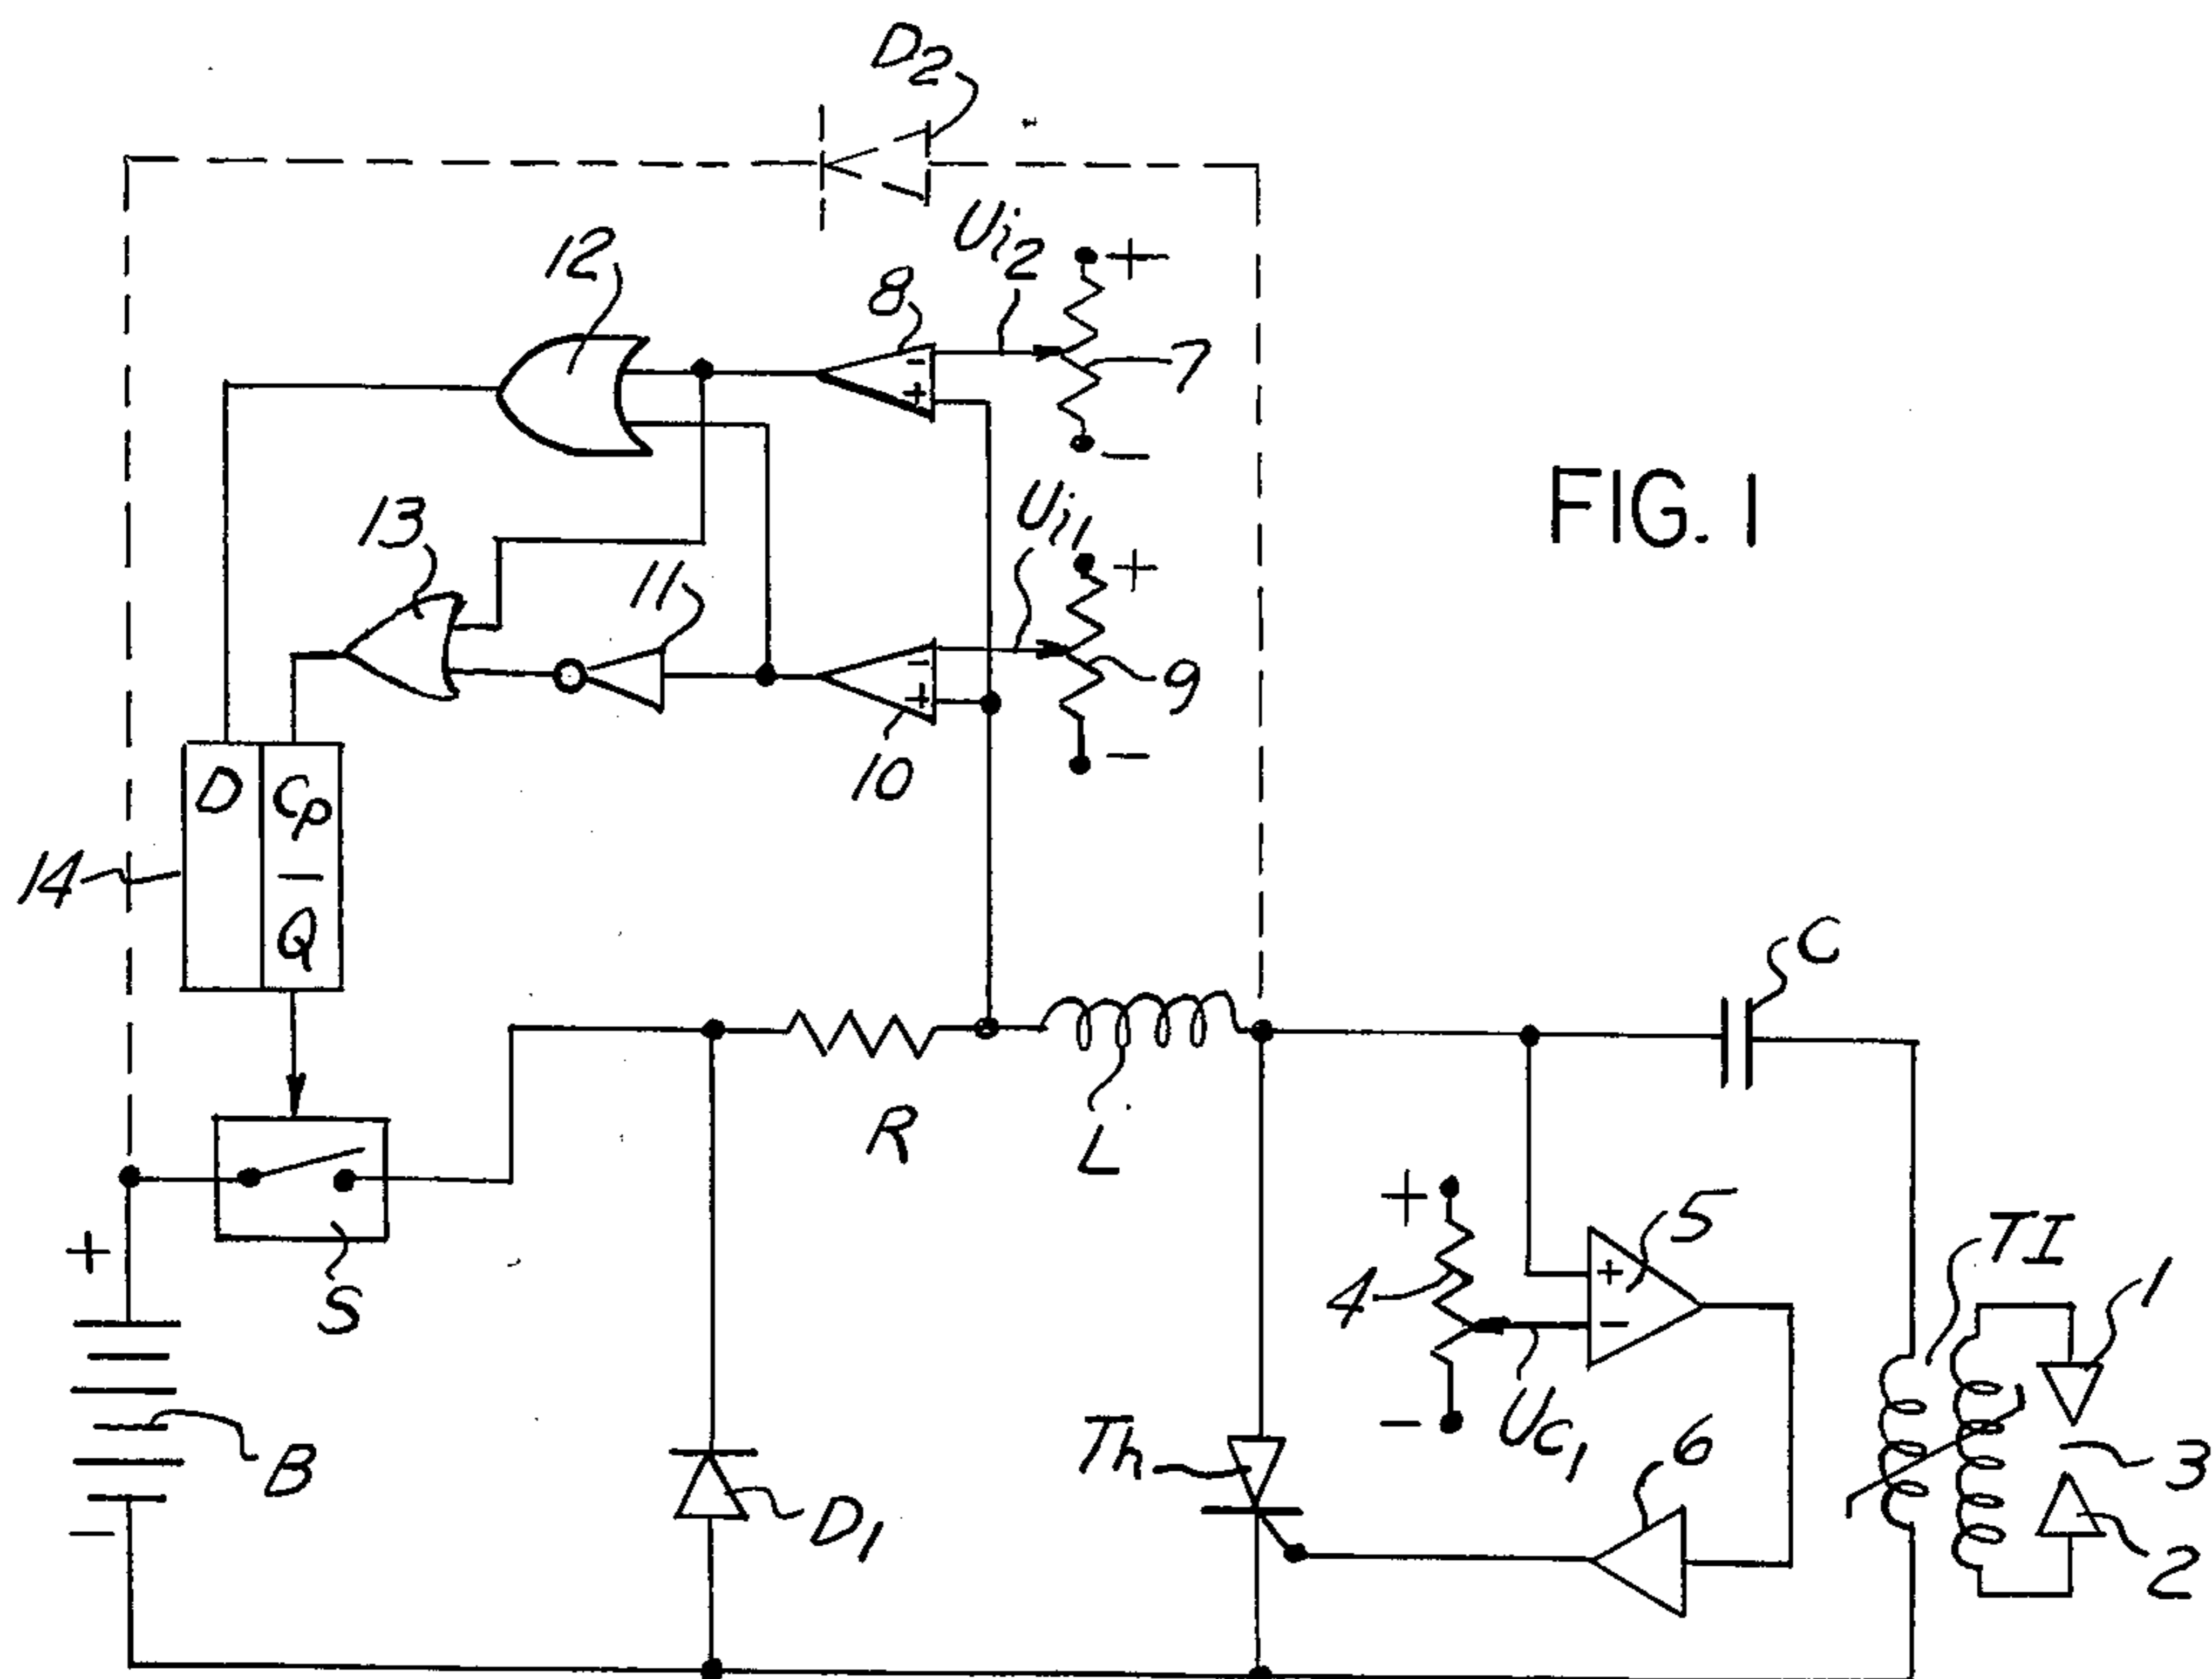 D2
Ui2
+
12
8
-
+
7
-
FIG. 1
Ui1
+
13
11
-
+
9
10
-
D
Cp
Q̅
14
C
R
L
+
S
+
4
5
+
-
TI
1
B
-
Uc1
6
3
Th
D1
2
-